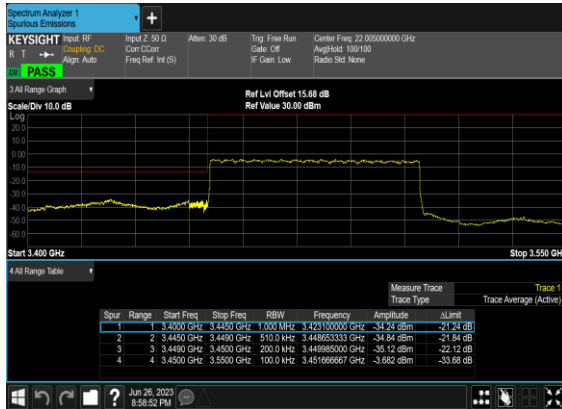 Spectrum Analyzer 1
Spurious Emissions
+
KEYSIGHT Input: RF Input Z: 50 Ω Atten: 30 dB Trig: Free Run Center Freq: 22.005000000 GHz
R T Coupling: DC Corr CCorr Gate: Off Avg|Hold: 100/100
Align: Auto Freq Ref: Int (S) IF Gain: Low Radio Std: None
LU PASS
3 All Range Graph
Ref Lvl Offset 15.68 dB
Scale/Div 10.0 dB Ref Value 30.00 dBm
Log
20.0
10.0
0.00
-10.0
-20.0
-30.0
-40.0
-50.0
-60.0
Start 3.400 GHz Stop 3.550 GH
4 All Range Table
Measure Trace Trace 1
Trace Type Trace Average (Active)
Spur Range Start Freq Stop Freq RBW Frequency Amplitude ΔLimit
1 1 3.4000 GHz 3.4450 GHz 1.000 MHz 3.423100000 GHz -34.24 dBm -21.24 dB
2 2 3.4450 GHz 3.4490 GHz 510.0 kHz 3.448653333 GHz -34.84 dBm -21.84 dB
3 3 3.4490 GHz 3.4500 GHz 200.0 kHz 3.449985000 GHz -35.12 dBm -22.12 dB
4 4 3.4500 GHz 3.5500 GHz 100.0 kHz 3.451666667 GHz -3.682 dBm -33.68 dB
? Jun 26, 2023
8:58:52 PM